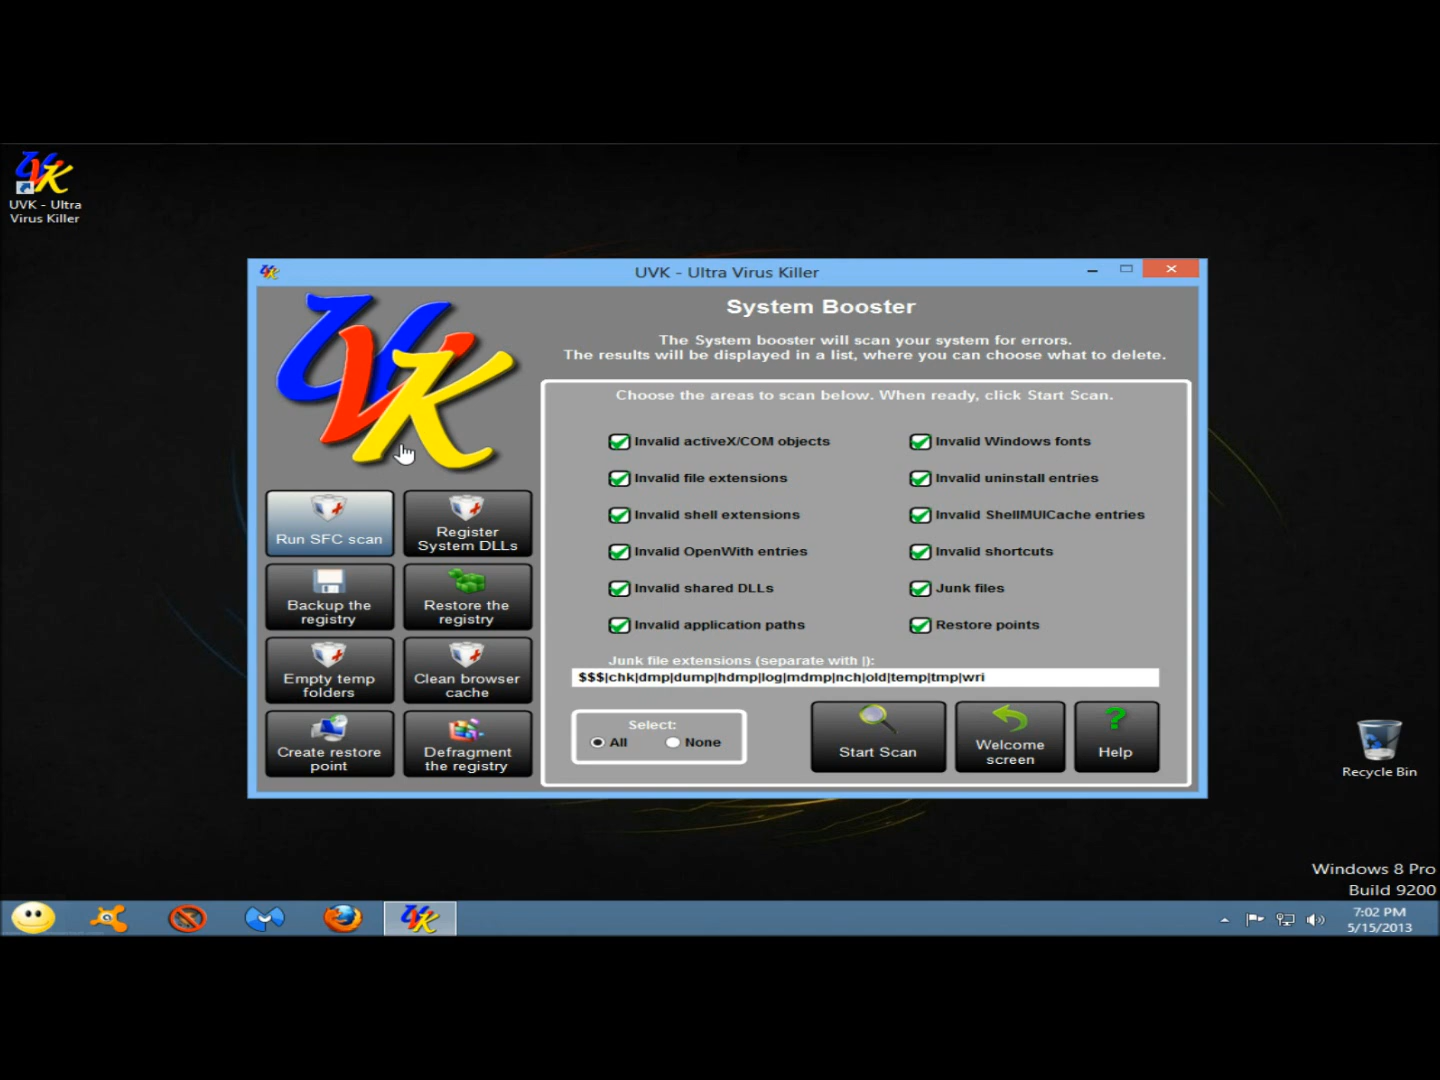 UVK - Ultra
Virus Killer
UVK - Ultra Virus Killer
System Booster
The System booster will scan your system for errors.
The results will be displayed in a list, where you can choose what to delete.
UVK
Choose the areas to scan below. When ready, click Start Scan.
Invalid activeX/COM objects
Invalid Windows fonts
Invalid file extensions
Invalid uninstall entries
Invalid shell extensions
Invalid ShellMUICache entries
Invalid OpenWith entries
Invalid shortcuts
Invalid shared DLLs
Junk files
Invalid application paths
Restore points
Run SFC scan
Register
System DLLs
Backup the
registry
Restore the
registry
Empty temp
folders
Clean browser
cache
Create restore
point
Defragment
the registry
Junk file extensions (separate with |):
$$$|chk|dmp|dump|hdmp|log|mdmp|nch|old|temp|tmp|wri
Select:
All
None
Start Scan
Welcome
screen
Help
Recycle Bin
Windows 8 Pro
Build 9200
7:02 PM
5/15/2013